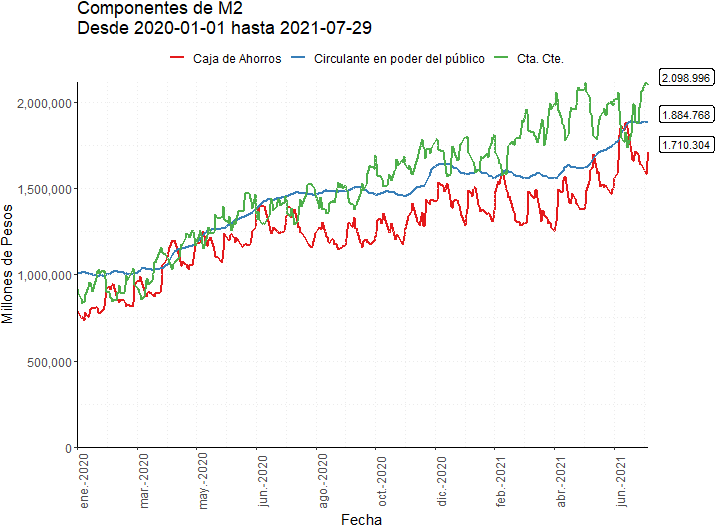 Componentes de M2
Desde 2020-01-01 hasta 2021-07-29
Caja de Ahorros Circulante en poder del público Cta. Cte.
2.098.996
1.884.768
1.710.304
2,000,000
1,500,000
1,000,000
500,000
0
Millones de Pesos
ene.-2020
mar.-2020
may.-2020
jun.-2020
ago.-2020
oct.-2020
dic.-2020
feb.-2021
abr.-2021
jun.-2021
Fecha